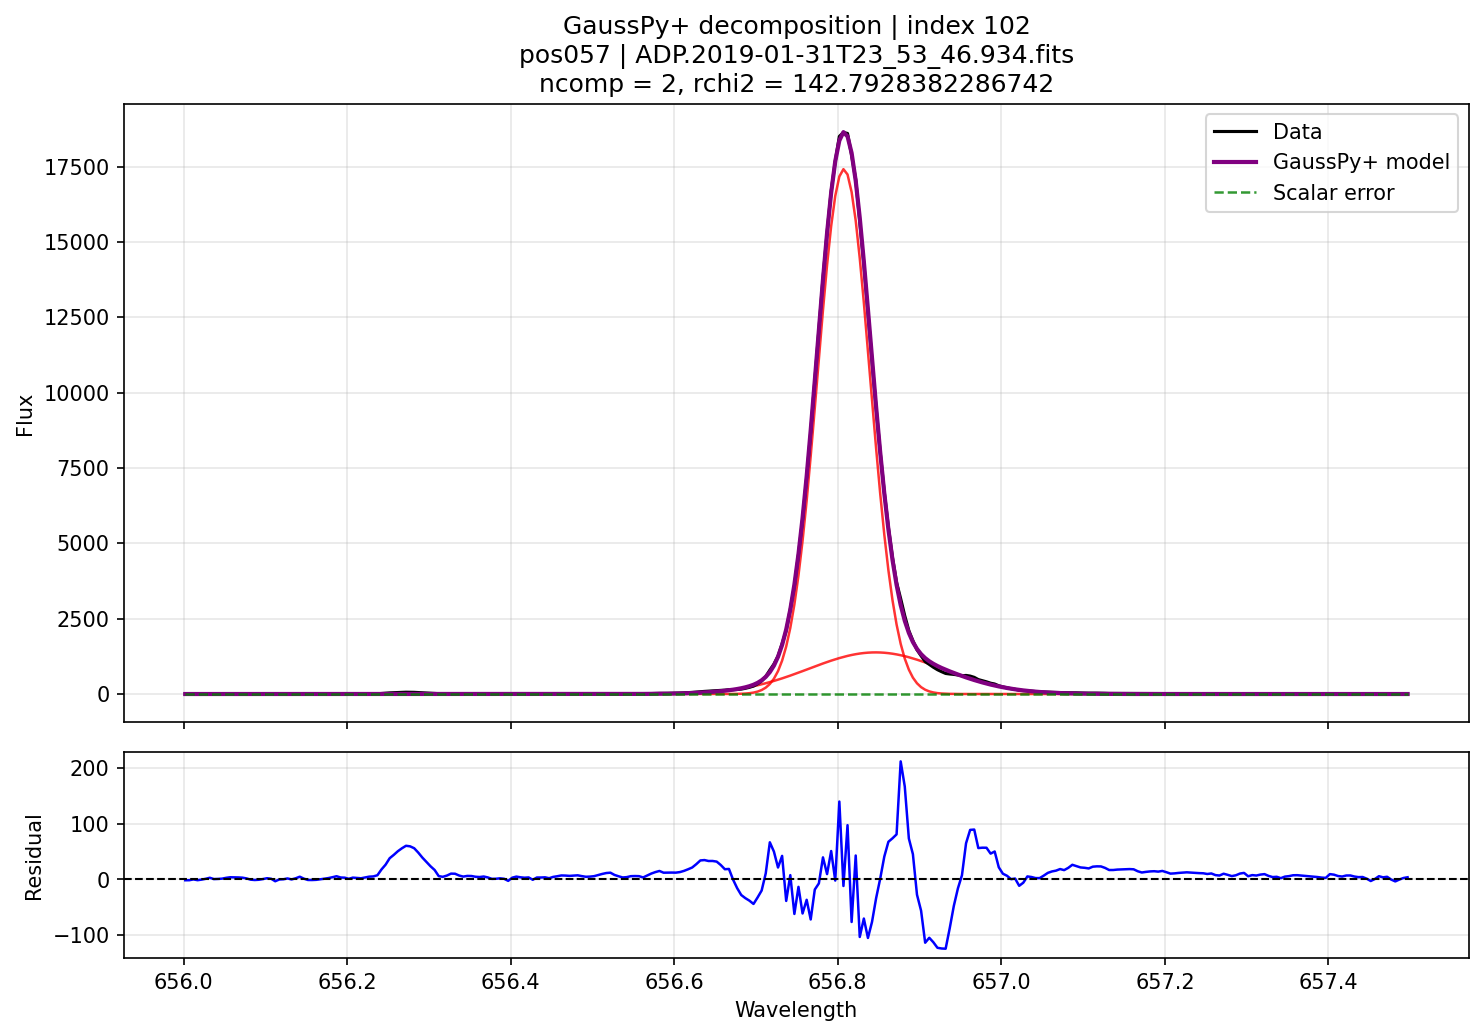 GaussPy+ decomposition | index 102
pos057 | ADP.2019-01-31T23_53_46.934.fits
ncomp = 2, rchi2 = 142.7928382286742
Data
GaussPy+ model
Scalar error
Flux
17500
15000
12500
10000
7500
5000
2500
0
Residual
200
100
0
−100
656.0
656.2
656.4
656.6
656.8
657.0
657.2
657.4
Wavelength